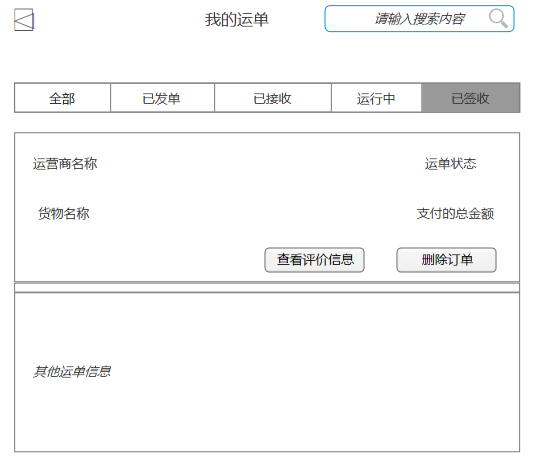 我的运单
请输入搜索内容
全部 已发单 已接收 运行中 已签收
运营商名称 运单状态
货物名称 支付的总金额
查看评价信息 删除订单
其他运单信息